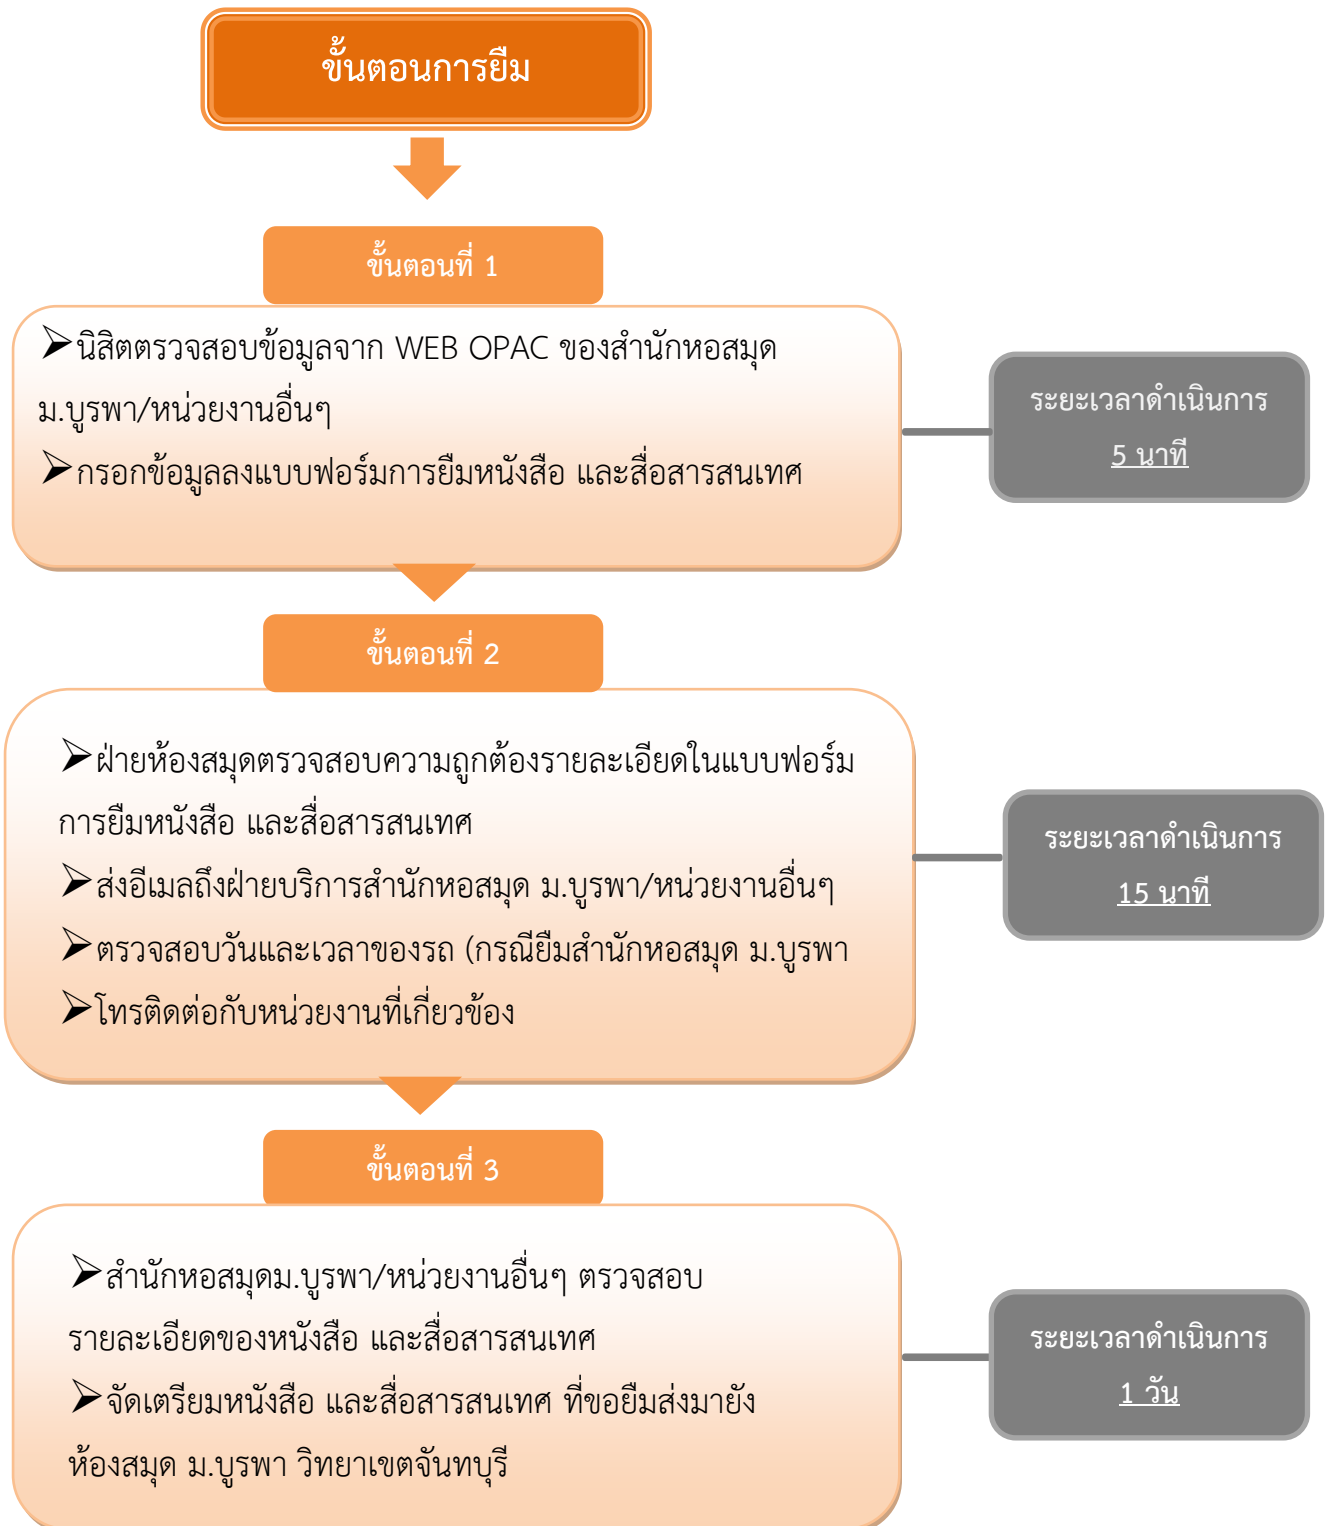 ขั้นตอนการยืม
ขั้นตอนที่ 1
➢นิสิตตรวจสอบข้อมูลจาก WEB OPAC ของสำนักหอสมุด
ม.บูรพา/หน่วยงานอื่นๆ
➢กรอกข้อมูลลงแบบฟอร์มการยืมหนังสือ และสื่อสารสนเทศ
ระยะเวลาดำเนินการ
5 นาที
ขั้นตอนที่ 2
➢ฝ่ายห้องสมุดตรวจสอบความถูกต้องรายละเอียดในแบบฟอร์ม
การยืมหนังสือ และสื่อสารสนเทศ
➢ส่งอีเมลถึงฝ่ายบริการสำนักหอสมุด ม.บูรพา/หน่วยงานอื่นๆ
➢ตรวจสอบวันและเวลาของรถ (กรณียืมสำนักหอสมุด ม.บูรพา
➢โทรติดต่อกับหน่วยงานที่เกี่ยวข้อง
ระยะเวลาดำเนินการ
15 นาที
ขั้นตอนที่ 3
➢สำนักหอสมุดม.บูรพา/หน่วยงานอื่นๆ ตรวจสอบ
รายละเอียดของหนังสือ และสื่อสารสนเทศ
➢จัดเตรียมหนังสือ และสื่อสารสนเทศ ที่ขอยืมส่งมายัง
ห้องสมุด ม.บูรพา วิทยาเขตจันทบุรี
ระยะเวลาดำเนินการ
1 วัน